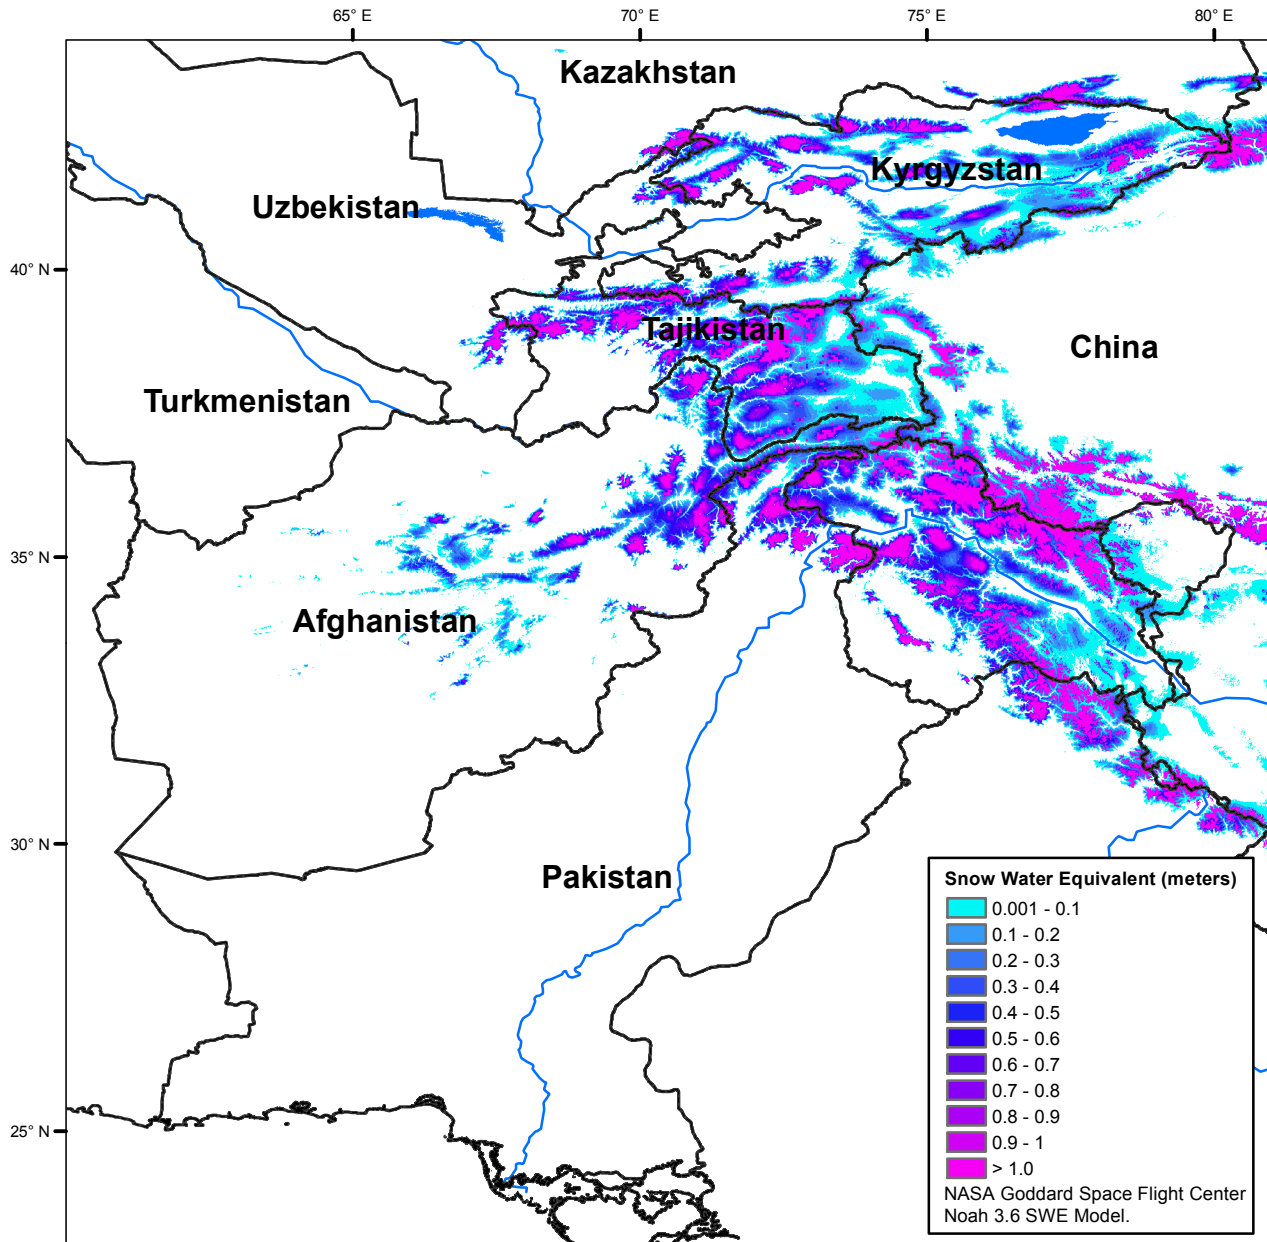 65° E
70° E
75° E
80° E
Kazakhstan
Kyrgyzstan
Uzbekistan
40° N
Tajikistan
China
Turkmenistan
35° N
Afghanistan
30° N
Pakistan
25° N
Snow Water Equivalent (meters)
0.001 - 0.1
0.1 - 0.2
0.2 - 0.3
0.3 - 0.4
0.4 - 0.5
0.5 - 0.6
0.6 - 0.7
0.7 - 0.8
0.8 - 0.9
0.9 - 1
> 1.0
NASA Goddard Space Flight Center
Noah 3.6 SWE Model.